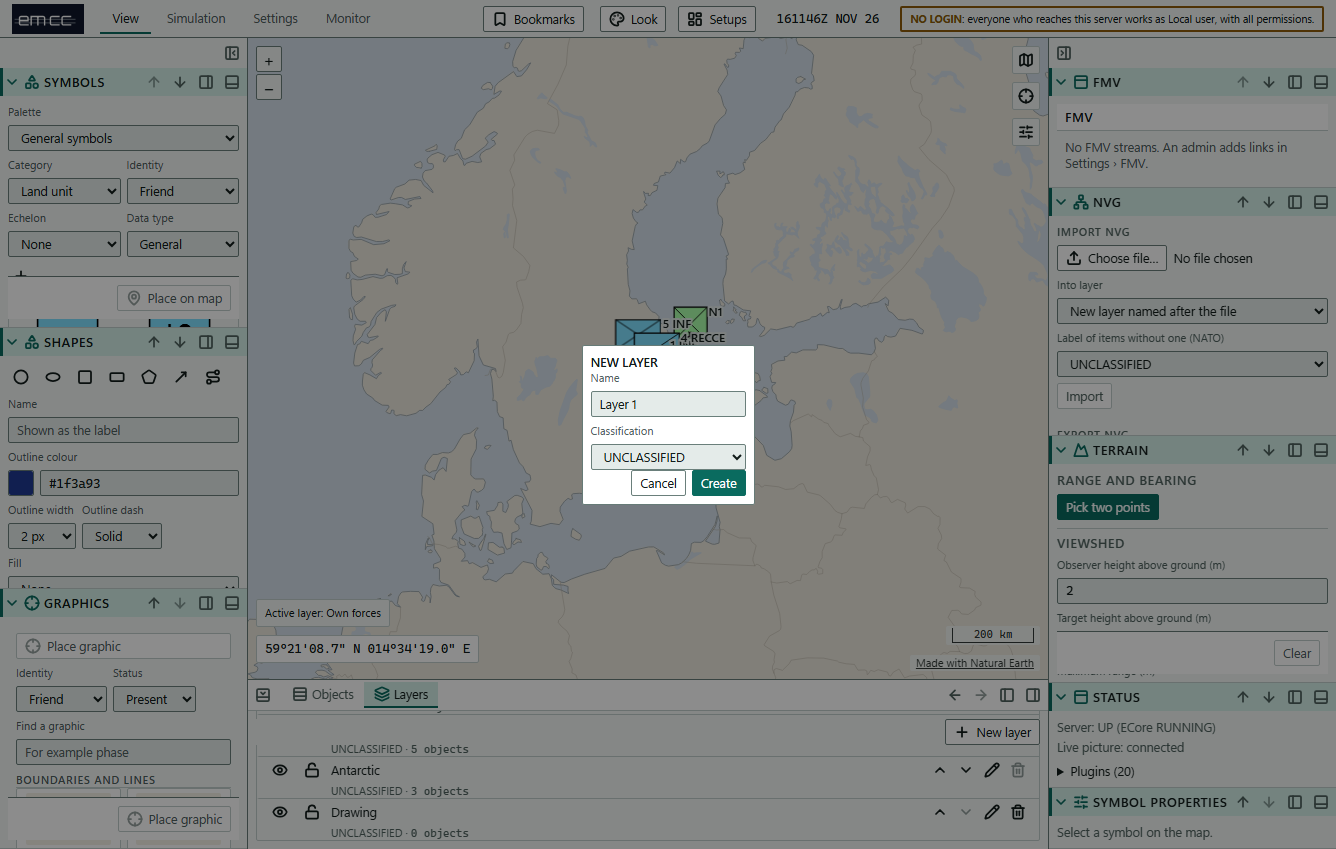 em:cc
View
Simulation
Settings
Monitor
Bookmarks
Look
Setups
161146Z NOV 26
NO LOGIN: everyone who reaches this server works as Local user, with all permissions.
SYMBOLS
Palette
General symbols
Category Identity
Land unit Friend
Echelon Data type
None General
Place on map
SHAPES
Name
Shown as the label
Outline colour
#1f3a93
Outline width Outline dash
2 px Solid
Fill
None
GRAPHICS
Place graphic
Identity Status
Friend Present
Find a graphic
For example phase
BOUNDARIES AND LINES
Place graphic
+
−
N1
5 INF
4 RECCE
NEW LAYER
Name
Layer 1
Classification
UNCLASSIFIED
Cancel Create
Active layer: Own forces
59°21'08.7" N 014°34'19.0" E
200 km
Made with Natural Earth
Objects
Layers
New layer
UNCLASSIFIED · 5 objects
Antarctic
UNCLASSIFIED · 3 objects
Drawing
UNCLASSIFIED · 0 objects
FMV
FMV
No FMV streams. An admin adds links in
Settings › FMV.
NVG
IMPORT NVG
Choose file... No file chosen
Into layer
New layer named after the file
Label of items without one (NATO)
UNCLASSIFIED
Import
EXPORT NVG
TERRAIN
RANGE AND BEARING
Pick two points
VIEWSHED
Observer height above ground (m)
2
Target height above ground (m)
Clear
STATUS
Server: UP (ECore RUNNING)
Live picture: connected
Plugins (20)
SYMBOL PROPERTIES
Select a symbol on the map.